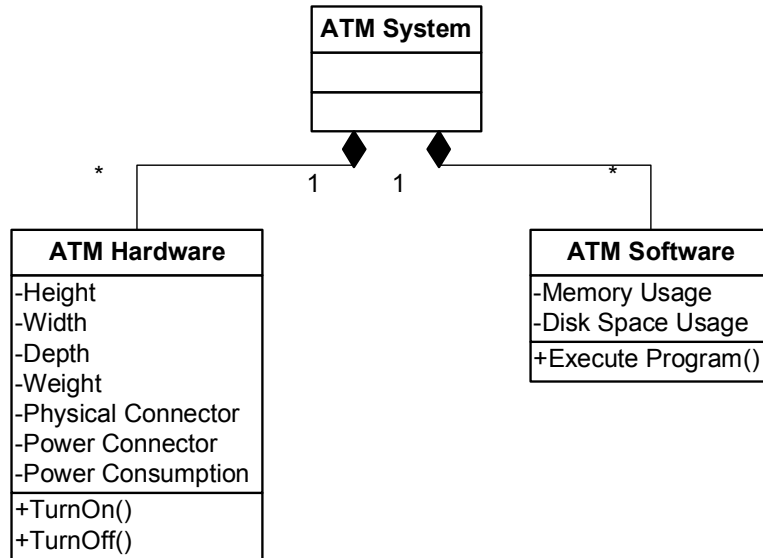 ATM System
*
1
1
*
ATM Hardware
-Height
-Width
-Depth
-Weight
-Physical Connector
-Power Connector
-Power Consumption
+TurnOn()
+TurnOff()
ATM Software
-Memory Usage
-Disk Space Usage
+Execute Program()